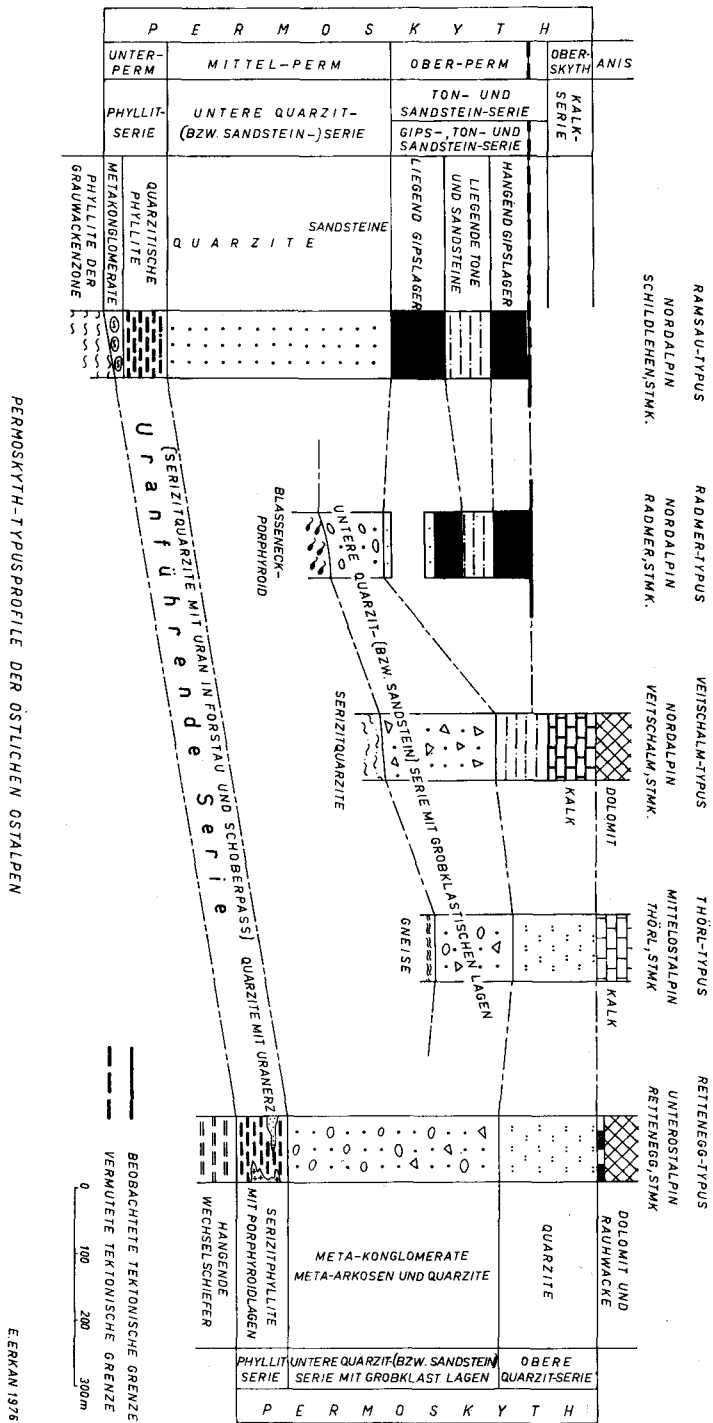 P E R M O S K Y T H
UNTER-
PERM
MITTEL-PERM
OBER-PERM
OBER-
SKYTH
ANIS
PHYLLIT-
SERIE
UNTERE QUARZIT-
(BZW. SANDSTEIN-)SERIE
TON- UND
SANDSTEIN-SERIE
GIPS-, TON- UND
SANDSTEIN-SERIE
KALK-
SERIE
PHYLLITE DER
GRAUWACKENZONE
METAKONGLOMERATE
QUARZITISCHE
PHYLLITE
QUARZITE
SANDSTEINE
LIEGEND GIPSLAGER
LIEGENDE TONE
UND SANDSTEINE
HANGEND GIPSLAGER
RAMSAU-TYPUS
NORDALPIN
SCHILDLEHEN, STMK.
RADMER-TYPUS
NORDALPIN
RADMER, STMK.
VEITSCHALM-TYPUS
NORDALPIN
VEITSCHALM, STMK.
THÖRL-TYPUS
MITTELOSTALPIN
THÖRL, STMK
RETTENEGG-TYPUS
UNTEROSTALPIN
RETTENEGG, STMK
BLASSENECK-
PORPHYROID
SERIZITQUARZITE
KALK
DOLOMIT
GNEISE
KALK
UNTERE QUARZIT-(BZW. SANDSTEIN) SERIE MIT GROBKLASTISCHEN LAGEN
(SERIZITQUARZITE MIT URAN IN FORSTAU UND SCHOBERPASS)
QUARZITE MIT URANERZ
Uranführende Serie
HANGENDE
WECHSELSCHIEFER
SERIZITPHYLLITE
MIT PORPHYROIDLAGEN
META-KONGLOMERATE
META-ARKOSEN UND QUARZITE
QUARZITE
DOLOMIT UND
RAUHWACKE
PHYLLIT
SERIE
UNTERE QUARZIT-(BZW. SANDSTEIN)
SERIE MIT GROBKLAST. LAGEN
OBERE
QUARZIT-SERIE
P E R M O S K Y T H
BEOBACHTETE TEKTONISCHE GRENZE
VERMUTETE TEKTONISCHE GRENZE
0 100 200 300m
PERMOSKYTH-TYPUSPROFILE DER ÖSTLICHEN OSTALPEN
E. ERKAN 1976